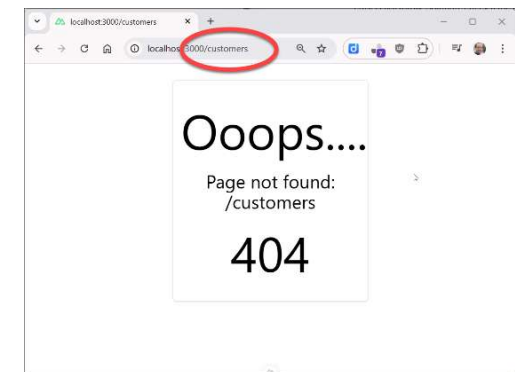 localhost:3000/customers
localhost:3000/customers
Ooops....
Page not found:
/customers
404